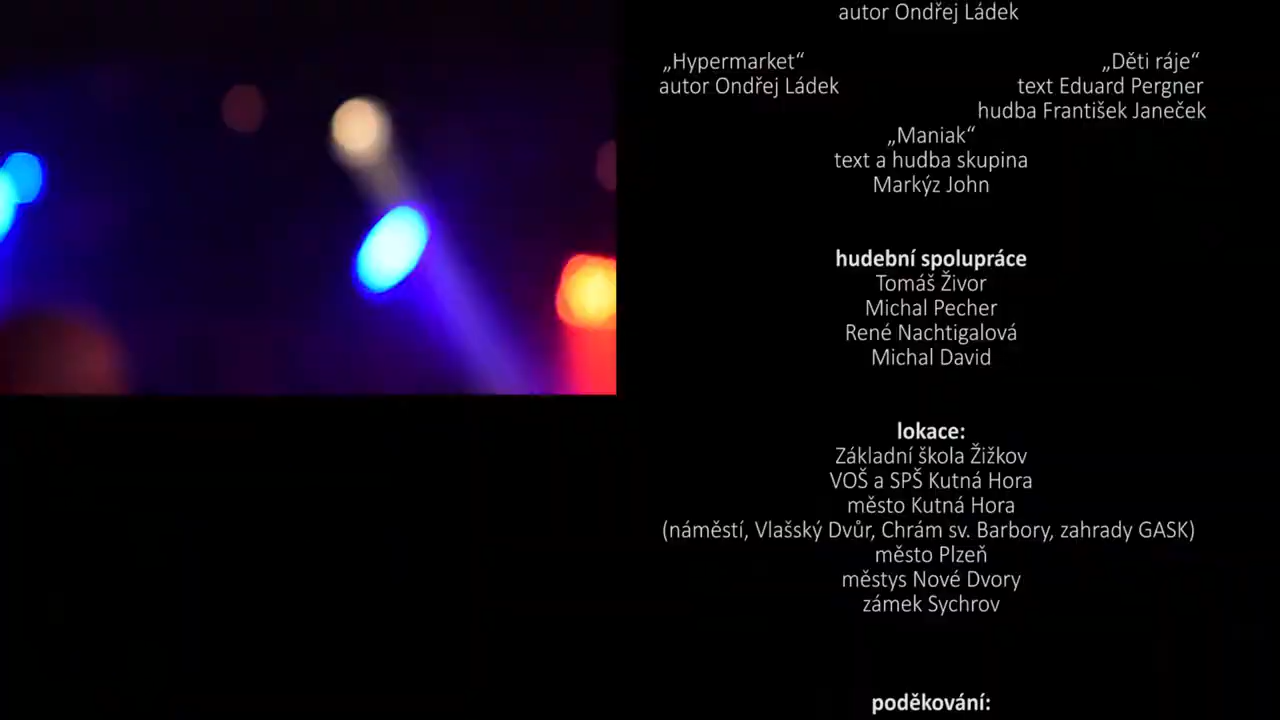 autor Ondřej Ládek
„Hypermarket“
autor Ondřej Ládek
„Děti ráje“
text Eduard Pergner
hudba František Janeček
„Maniak“
text a hudba skupina
Markýz John
hudební spolupráce
Tomáš Živor
Michal Pecher
René Nachtigalová
Michal David
lokace:
Základní škola Žižkov
VOŠ a SPŠ Kutná Hora
město Kutná Hora
(náměstí, Vlašský Dvůr, Chrám sv. Barbory, zahrady GASK)
město Plzeň
městys Nové Dvory
zámek Sychrov
poděkování: